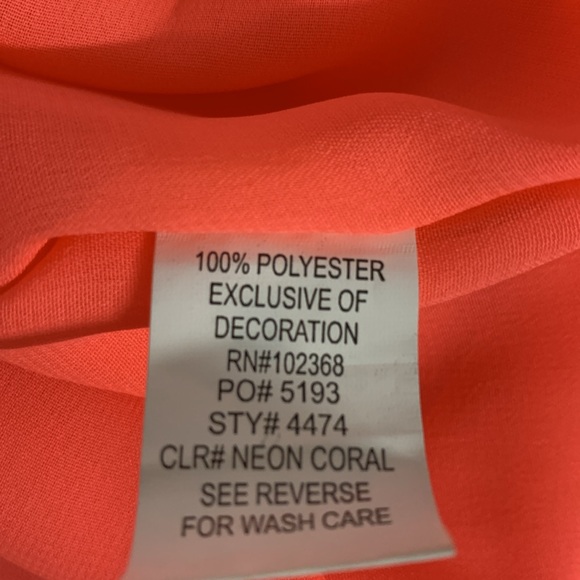 100% POLYESTER
EXCLUSIVE OF
DECORATION
RN#102368
PO# 5193
STY# 4474
CLR# NEON CORAL
SEE REVERSE
FOR WASH CARE